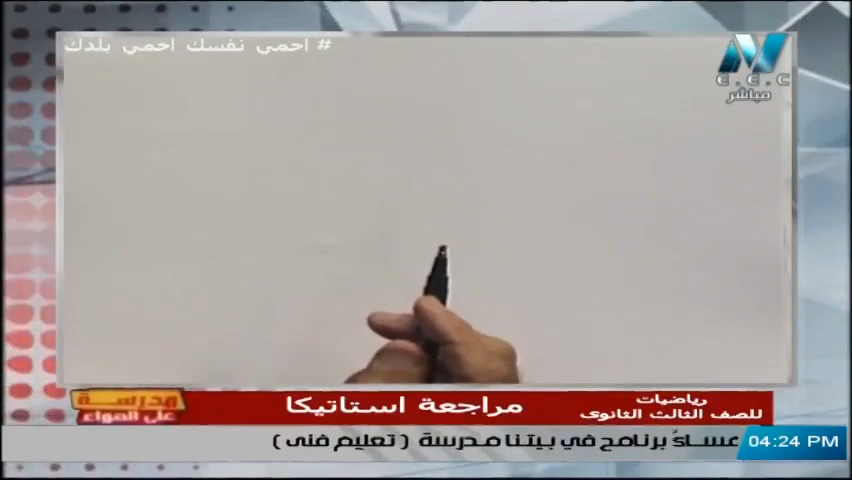 # احمي نفسك احمي بلدك
E.E.C
مباشر
مدرسة
على الهواء
مراجعة استاتيكا
رياضيات
للصف الثالث الثانوى
عساءً برنامج في بيتنا مدرسة (تعليم فنى)
04:24 PM